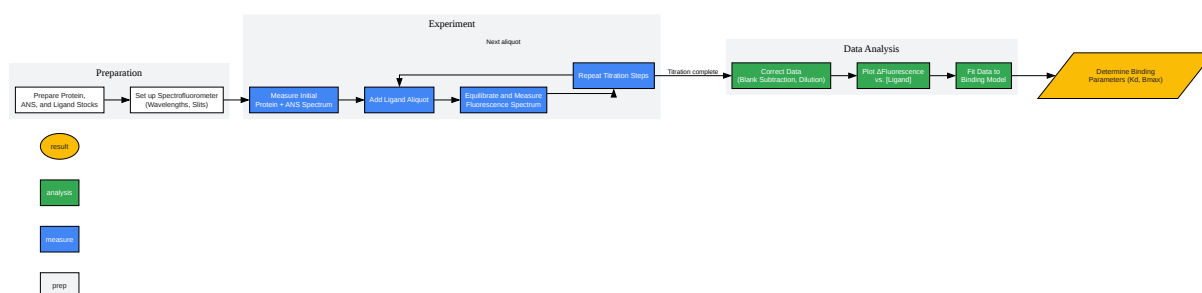 Preparation
Prepare Protein,
ANS, and Ligand Stocks
Set up Spectrofluorometer
(Wavelengths, Slits)
Experiment
Next aliquot
Measure Initial
Protein + ANS Spectrum
Add Ligand Aliquot
Equilibrate and Measure
Fluorescence Spectrum
Repeat Titration Steps
Titration complete
Data Analysis
Correct Data
(Blank Subtraction, Dilution)
Plot ΔFluorescence
vs. [Ligand]
Fit Data to
Binding Model
Determine Binding
Parameters (Kd, Bmax)
result
analysis
measure
prep